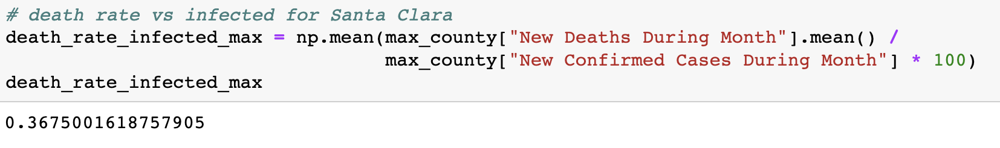 # death rate vs infected for Santa Clara
death_rate_infected_max = np.mean(max_county["New Deaths During Month"].mean() /
max_county["New Confirmed Cases During Month"] * 100)
death_rate_infected_max
0.3675001618757905